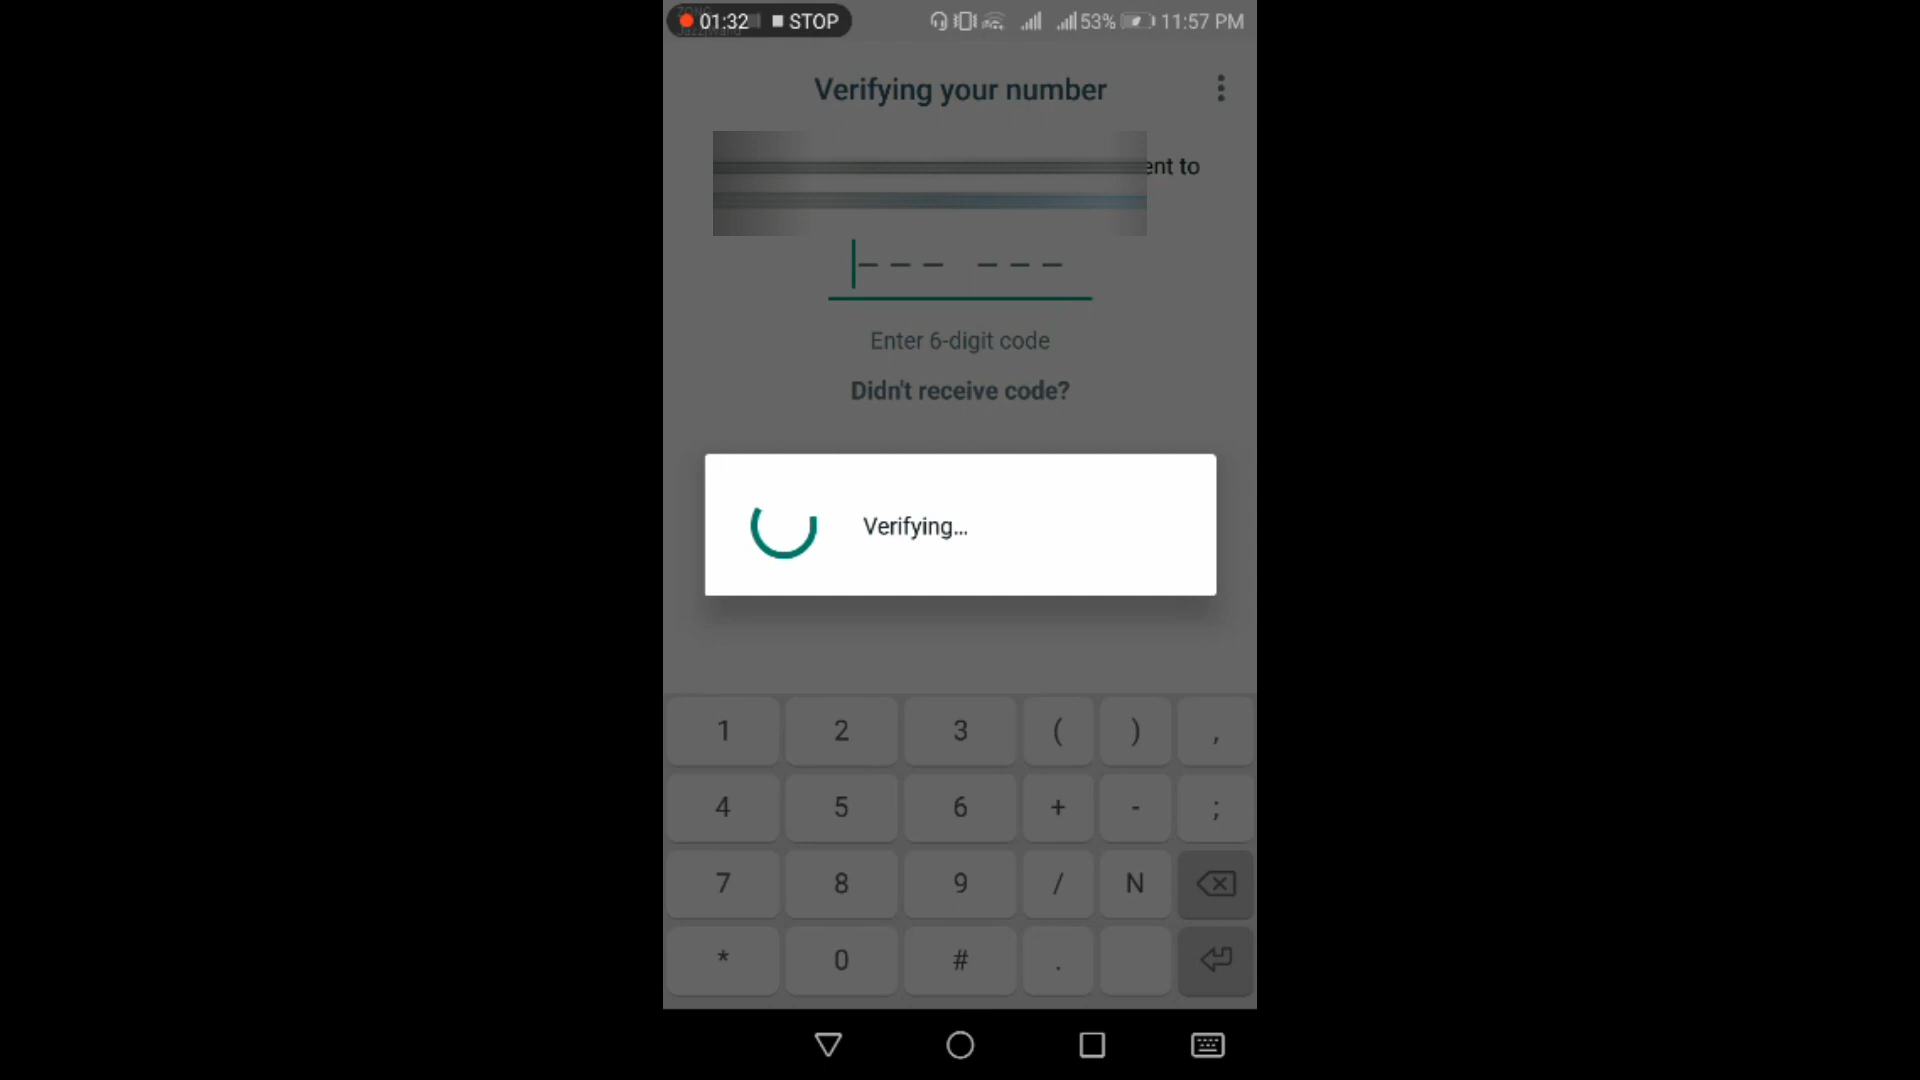 01:32 STOP
53% 11:57 PM
Verifying your number
ent to
Enter 6-digit code
Didn't receive code?
Verifying...
1 2 3 ( ) ,
4 5 6 + - ;
7 8 9 / N
* 0 # .